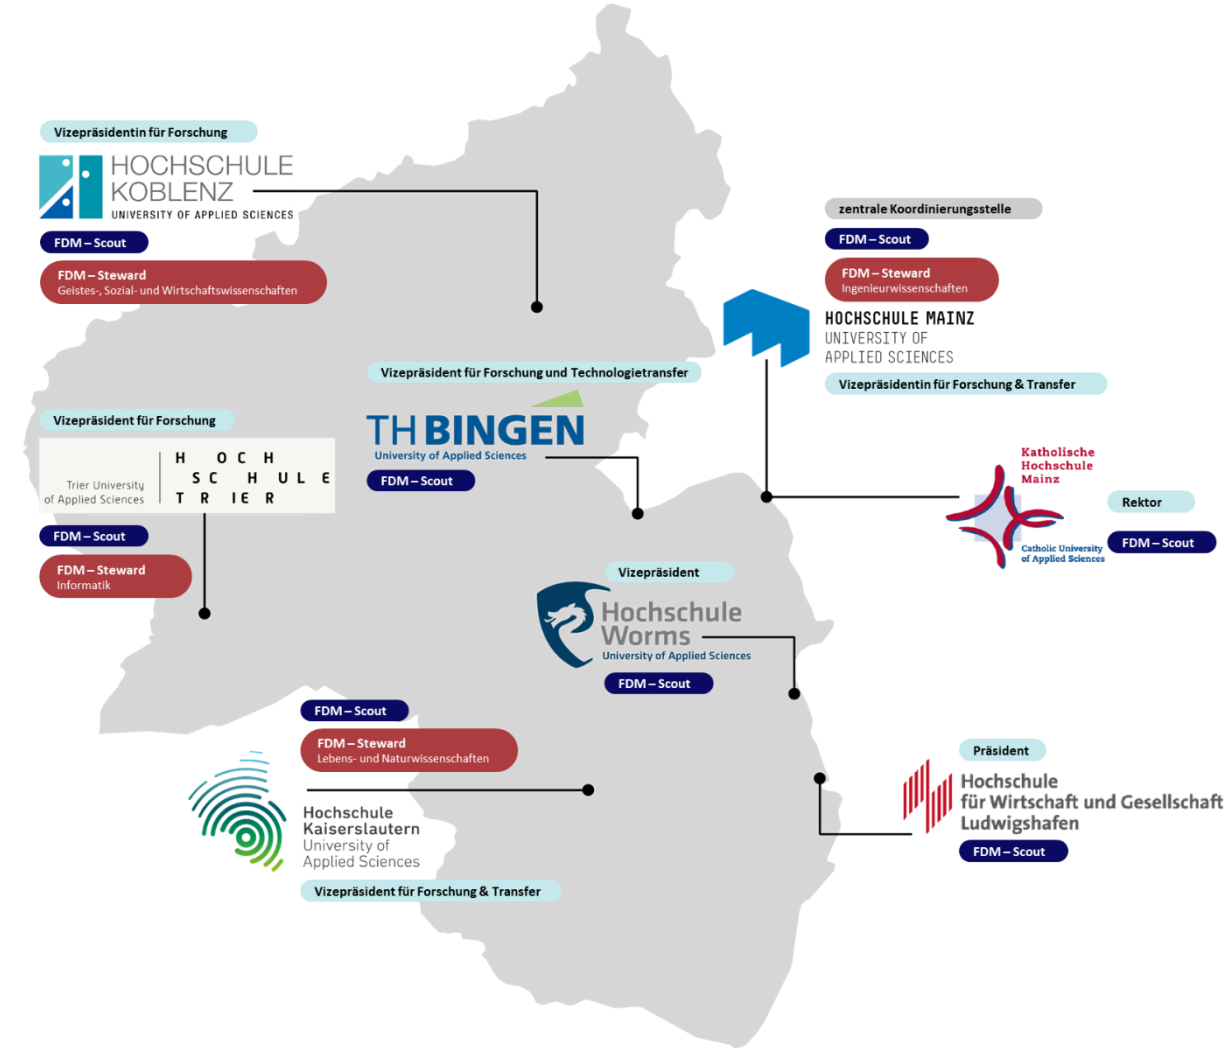 Vizepräsidentin für Forschung
HOCHSCHULE
KOBLENZ
UNIVERSITY OF APPLIED SCIENCES
FDM – Scout
FDM – Steward
Geistes-, Sozial- und Wirtschaftswissenschaften
zentrale Koordinierungsstelle
FDM – Scout
FDM – Steward
Ingenieurwissenschaften
HOCHSCHULE MAINZ
UNIVERSITY OF
APPLIED SCIENCES
Vizepräsidentin für Forschung & Transfer
Vizepräsident für Forschung und Technologietransfer
TH BINGEN
University of Applied Sciences
FDM – Scout
Vizepräsident für Forschung
Trier University
of Applied Sciences
HOCH
SCHULE
TRIER
FDM – Scout
FDM – Steward
Informatik
Katholische
Hochschule
Mainz
Catholic University
of Applied Sciences
Rektor
FDM – Scout
Vizepräsident
Hochschule
Worms
University of Applied Sciences
FDM – Scout
FDM – Scout
FDM – Steward
Lebens- und Naturwissenschaften
Hochschule
Kaiserslautern
University of
Applied Sciences
Vizepräsident für Forschung & Transfer
Präsident
Hochschule
für Wirtschaft und Gesellschaft
Ludwigshafen
FDM – Scout